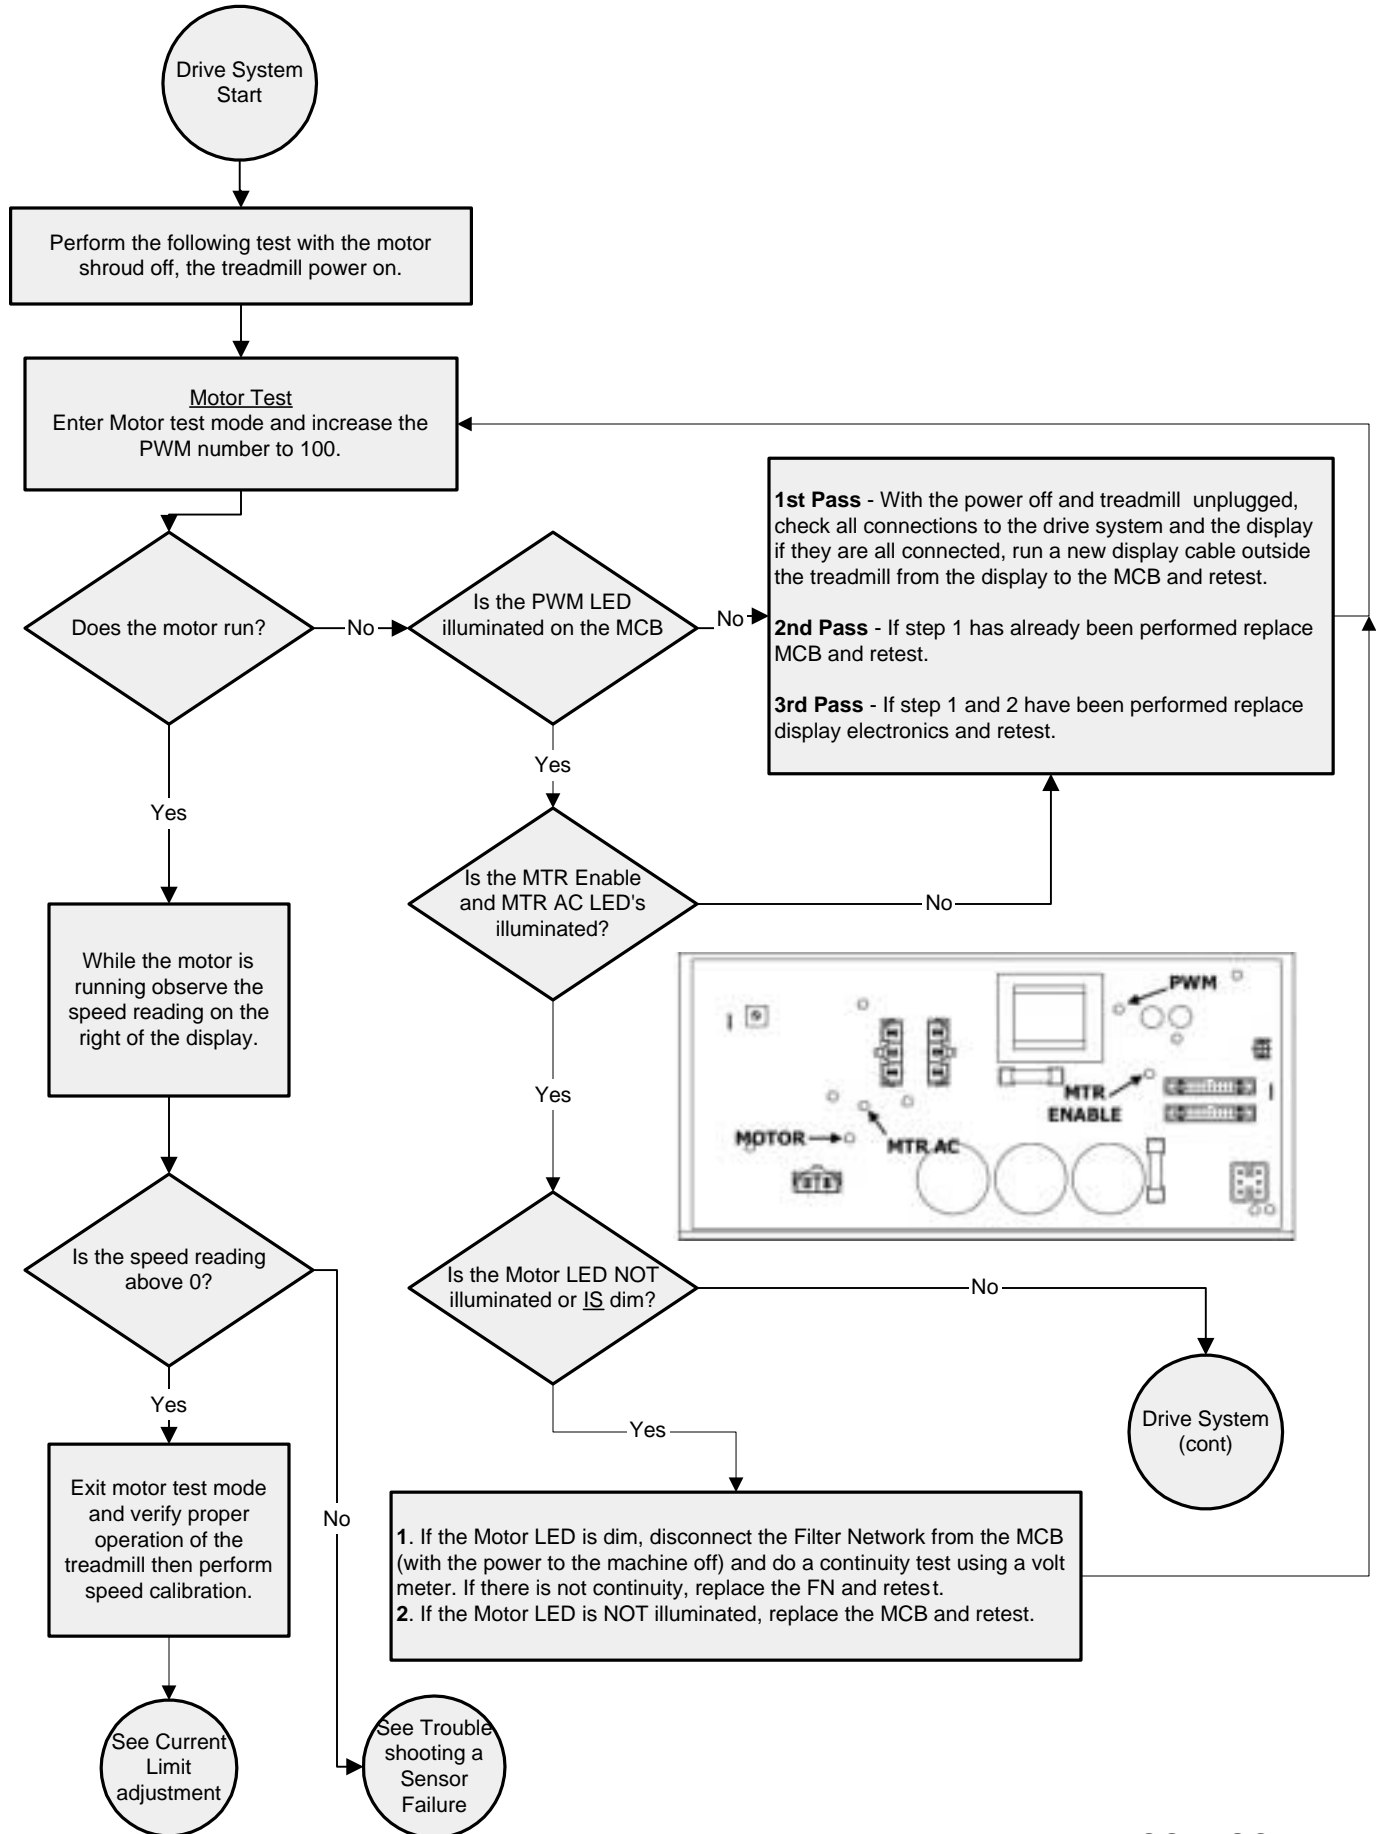 Drive System
Start
Perform the following test with the motor
shroud off, the treadmill power on.
Motor Test
Enter Motor test mode and increase the
PWM number to 100.
Does the motor run?
No
Is the PWM LED
illuminated on the MCB
No
1st Pass - With the power off and treadmill unplugged,
check all connections to the drive system and the display
if they are all connected, run a new display cable outside
the treadmill from the display to the MCB and retest.
2nd Pass - If step 1 has already been performed replace
MCB and retest.
3rd Pass - If step 1 and 2 have been performed replace
display electronics and retest.
Yes
Yes
Is the MTR Enable
and MTR AC LED's
illuminated?
No
While the motor is
running observe the
speed reading on the
right of the display.
PWM
MTR
ENABLE
MOTOR
MTR AC
Yes
Is the speed reading
above 0?
Is the Motor LED NOT
illuminated or IS dim?
No
Drive System
(cont)
Yes
Yes
No
Exit motor test mode
and verify proper
operation of the
treadmill then perform
speed calibration.
1. If the Motor LED is dim, disconnect the Filter Network from the MCB
(with the power to the machine off) and do a continuity test using a volt
meter. If there is not continuity, replace the FN and retest.
2. If the Motor LED is NOT illuminated, replace the MCB and retest.
See Current
Limit
adjustment
See Trouble
shooting a
Sensor
Failure